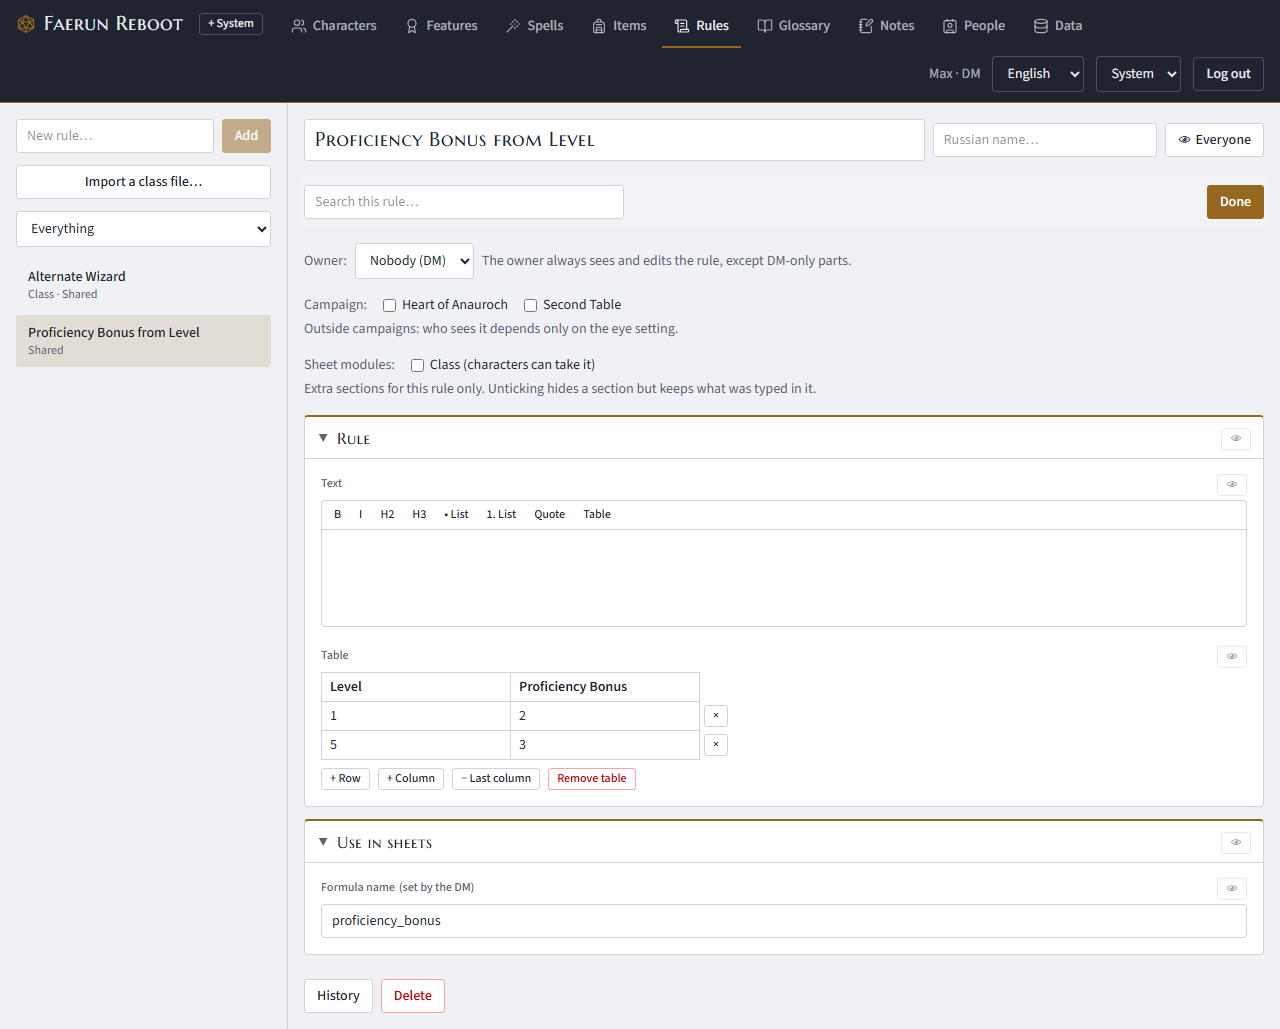 Faerun Reboot
+ System
Characters
Features
Spells
Items
Rules
Glossary
Notes
People
Data
Max · DM
English
System
Log out
New rule…
Add
Import a class file…
Everything
Alternate Wizard
Class · Shared
Proficiency Bonus from Level
Shared
Proficiency Bonus from Level
Russian name…
Everyone
Search this rule…
Done
Owner: Nobody (DM) The owner always sees and edits the rule, except DM-only parts.
Campaign: Heart of Anauroch Second Table
Outside campaigns: who sees it depends only on the eye setting.
Sheet modules: Class (characters can take it)
Extra sections for this rule only. Unticking hides a section but keeps what was typed in it.
▼ Rule
Text
B I H2 H3 • List 1. List Quote Table
Table
Level Proficiency Bonus
1 2 ×
5 3 ×
+ Row + Column − Last column Remove table
▼ Use in sheets
Formula name (set by the DM)
proficiency_bonus
History Delete